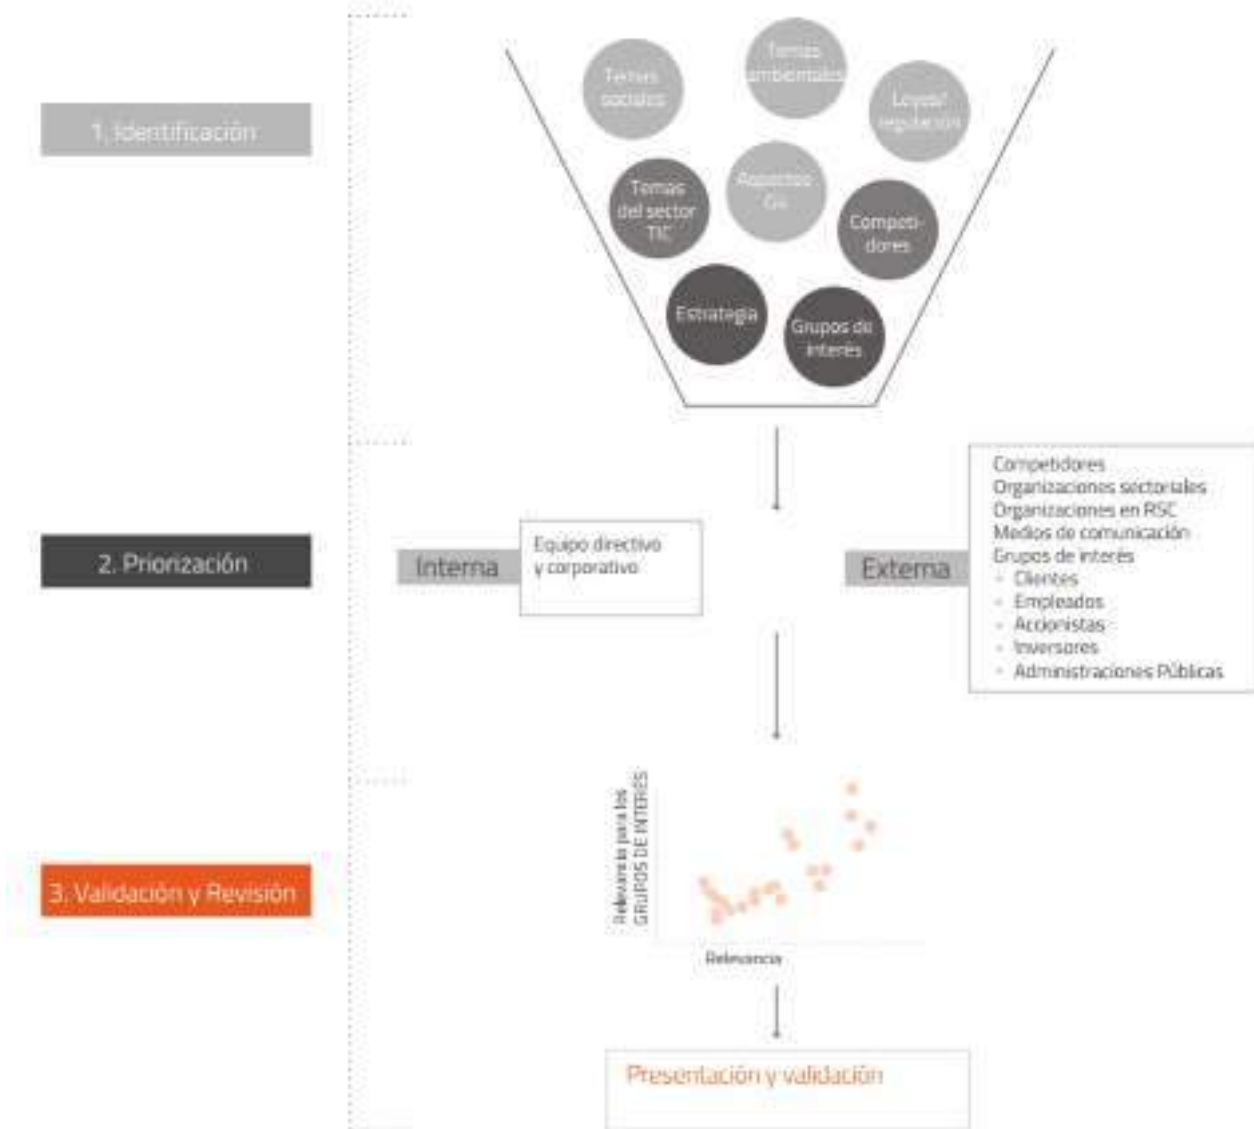 1. Identificación
Temas
sociales
Temas
ambientales
Leyes/
regulación
Temas
del sector
TIC
Aspectos
Competi-
dores
Estrategia
Grupos de
interés
2. Priorización
Interna
Equipo directivo
y corporativo
Externa
Competidores
Organizaciones sectoriales
Organizaciones en RSC
Medios de comunicación
Grupos de interés
Clientes
Empleados
Accionistas
Inversores
Administraciones Públicas
3. Validación y Revisión
Relevancia para los
GRUPOS DE INTERÉS
Relevancia
Presentación y validación